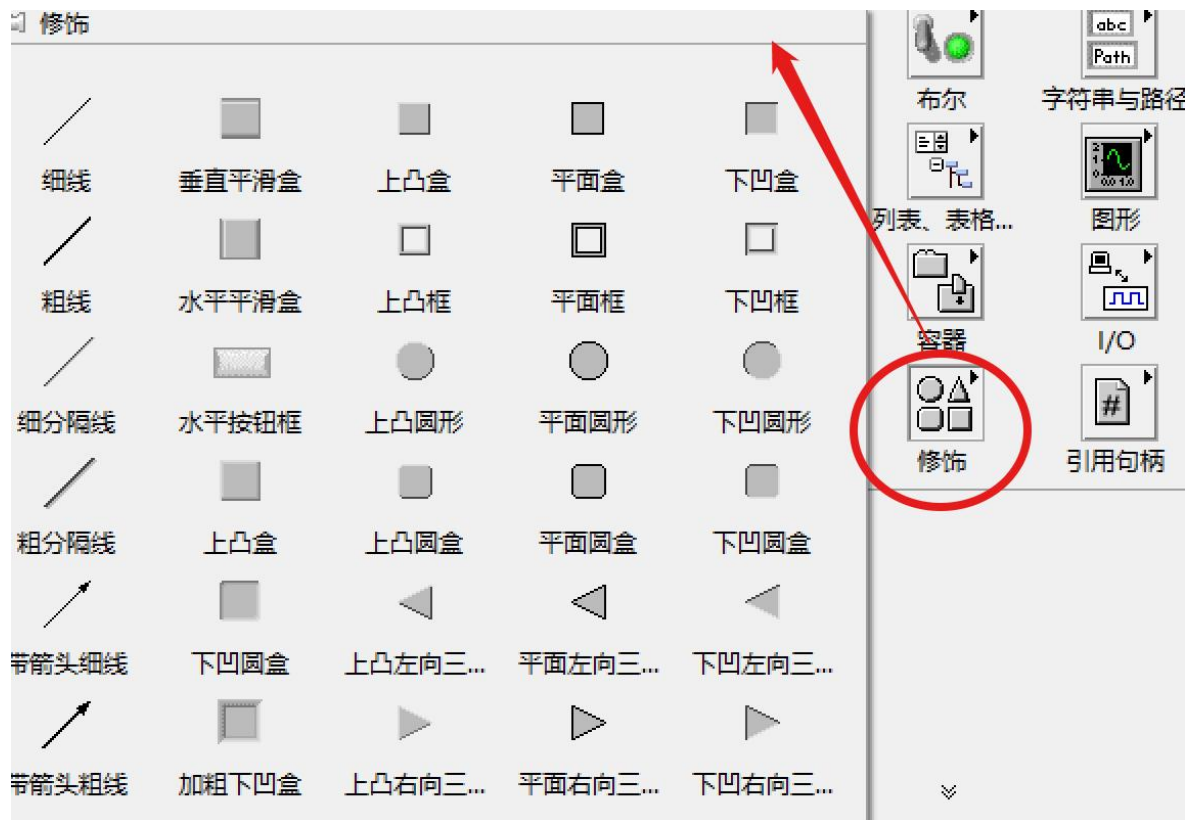 修饰
细线 垂直平滑盒 上凸盒 平面盒 下凹盒
粗线 水平平滑盒 上凸框 平面框 下凹框
细分隔线 水平按钮框 上凸圆形 平面圆形 下凹圆形
粗分隔线 上凸盒 上凸圆盒 平面圆盒 下凹圆盒
带箭头细线 下凹圆盒 上凸左向三... 平面左向三... 下凹左向三...
带箭头粗线 加粗下凹盒 上凸右向三... 平面右向三... 下凹右向三...
abc
Path
布尔 字符串与路径
2
1
0
0.0 1.0
列表、表格... 图形
容器 I/O
#
修饰 引用句柄